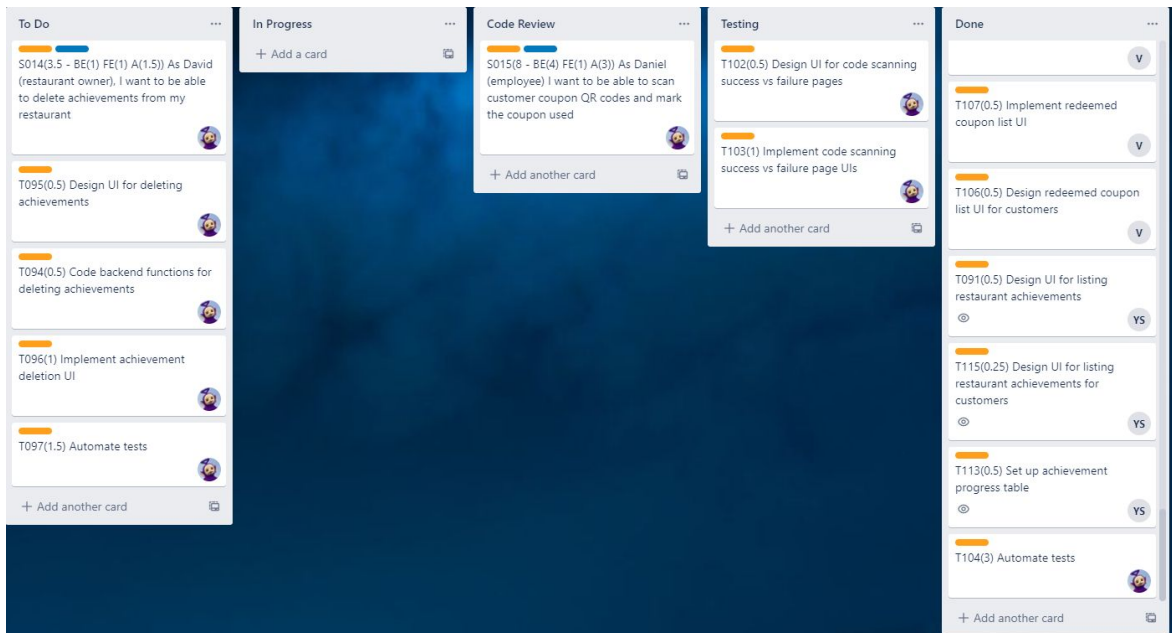 To Do
S014(3.5 - BE(1) FE(1) A(1.5)) As David
(restaurant owner), I want to be able
to delete achievements from my
restaurant
T095(0.5) Design UI for deleting
achievements
T094(0.5) Code backend functions for
deleting achievements
T096(1) Implement achievement
deletion UI
T097(1.5) Automate tests
+ Add another card
In Progress
+ Add a card
Code Review
S015(8 - BE(4) FE(1) A(3)) As Daniel
(employee) I want to be able to scan
customer coupon QR codes and mark
the coupon used
+ Add another card
Testing
T102(0.5) Design UI for code scanning
success vs failure pages
T103(1) Implement code scanning
success vs failure page UIs
+ Add another card
Done
V
T107(0.5) Implement redeemed
coupon list UI
V
T106(0.5) Design redeemed coupon
list UI for customers
V
T091(0.5) Design UI for listing
restaurant achievements
YS
T115(0.25) Design UI for listing
restaurant achievements for
customers
YS
T113(0.5) Set up achievement
progress table
YS
T104(3) Automate tests
+ Add another card